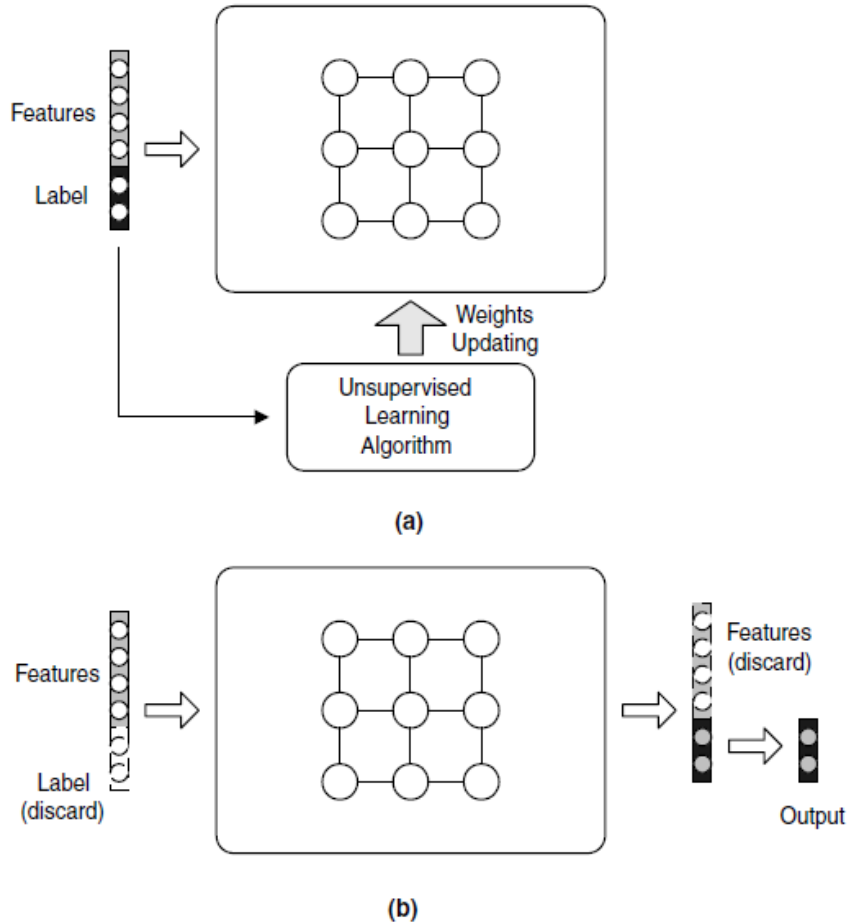 Features
Label
Weights
Updating
Unsupervised
Learning
Algorithm
(a)
Features
Label
(discard)
Features
(discard)
Output
(b)